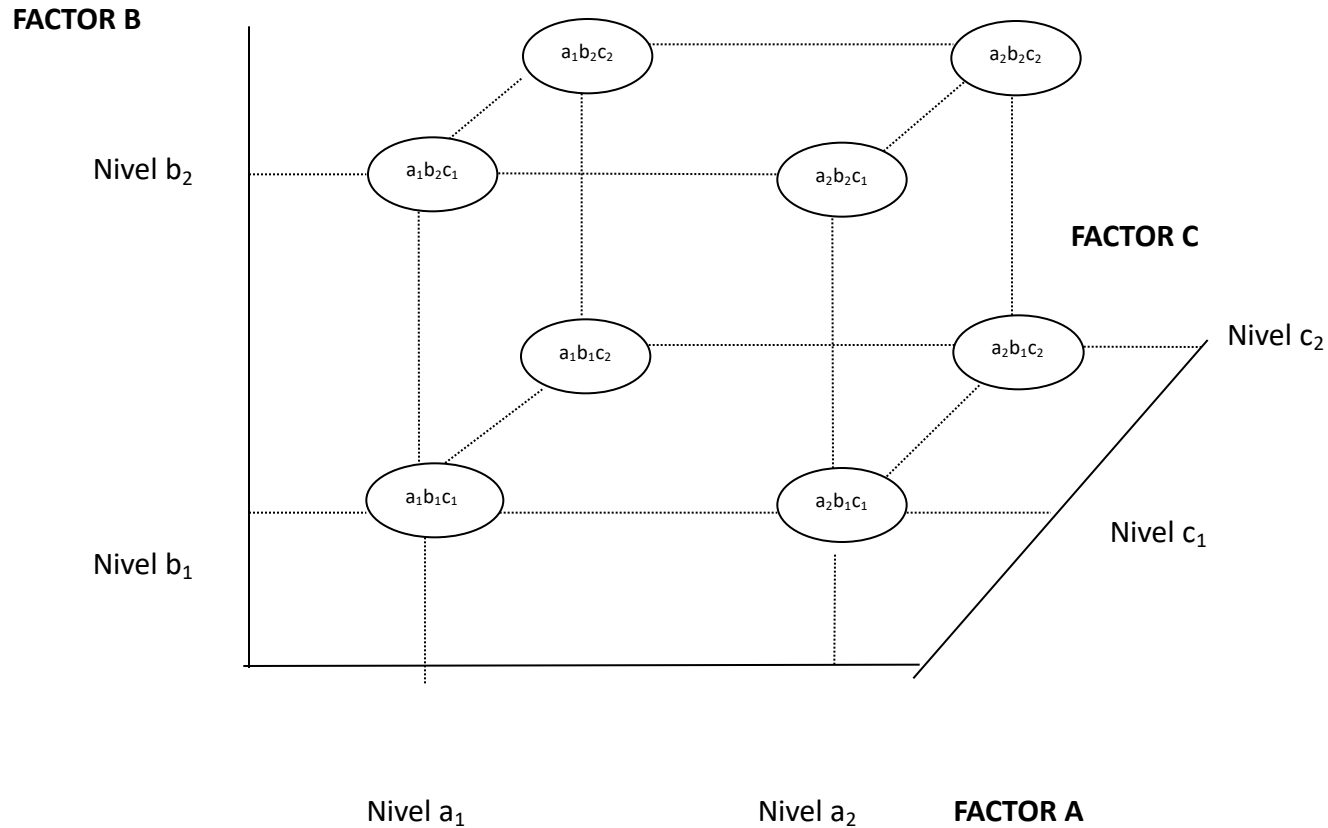 FACTOR B
a₁b₂c₂
a₂b₂c₂
Nivel b₂
a₁b₂c₁
a₂b₂c₁
FACTOR C
Nivel c₂
a₁b₁c₂
a₂b₁c₂
a₁b₁c₁
a₂b₁c₁
Nivel c₁
Nivel b₁
Nivel a₁
Nivel a₂
FACTOR A